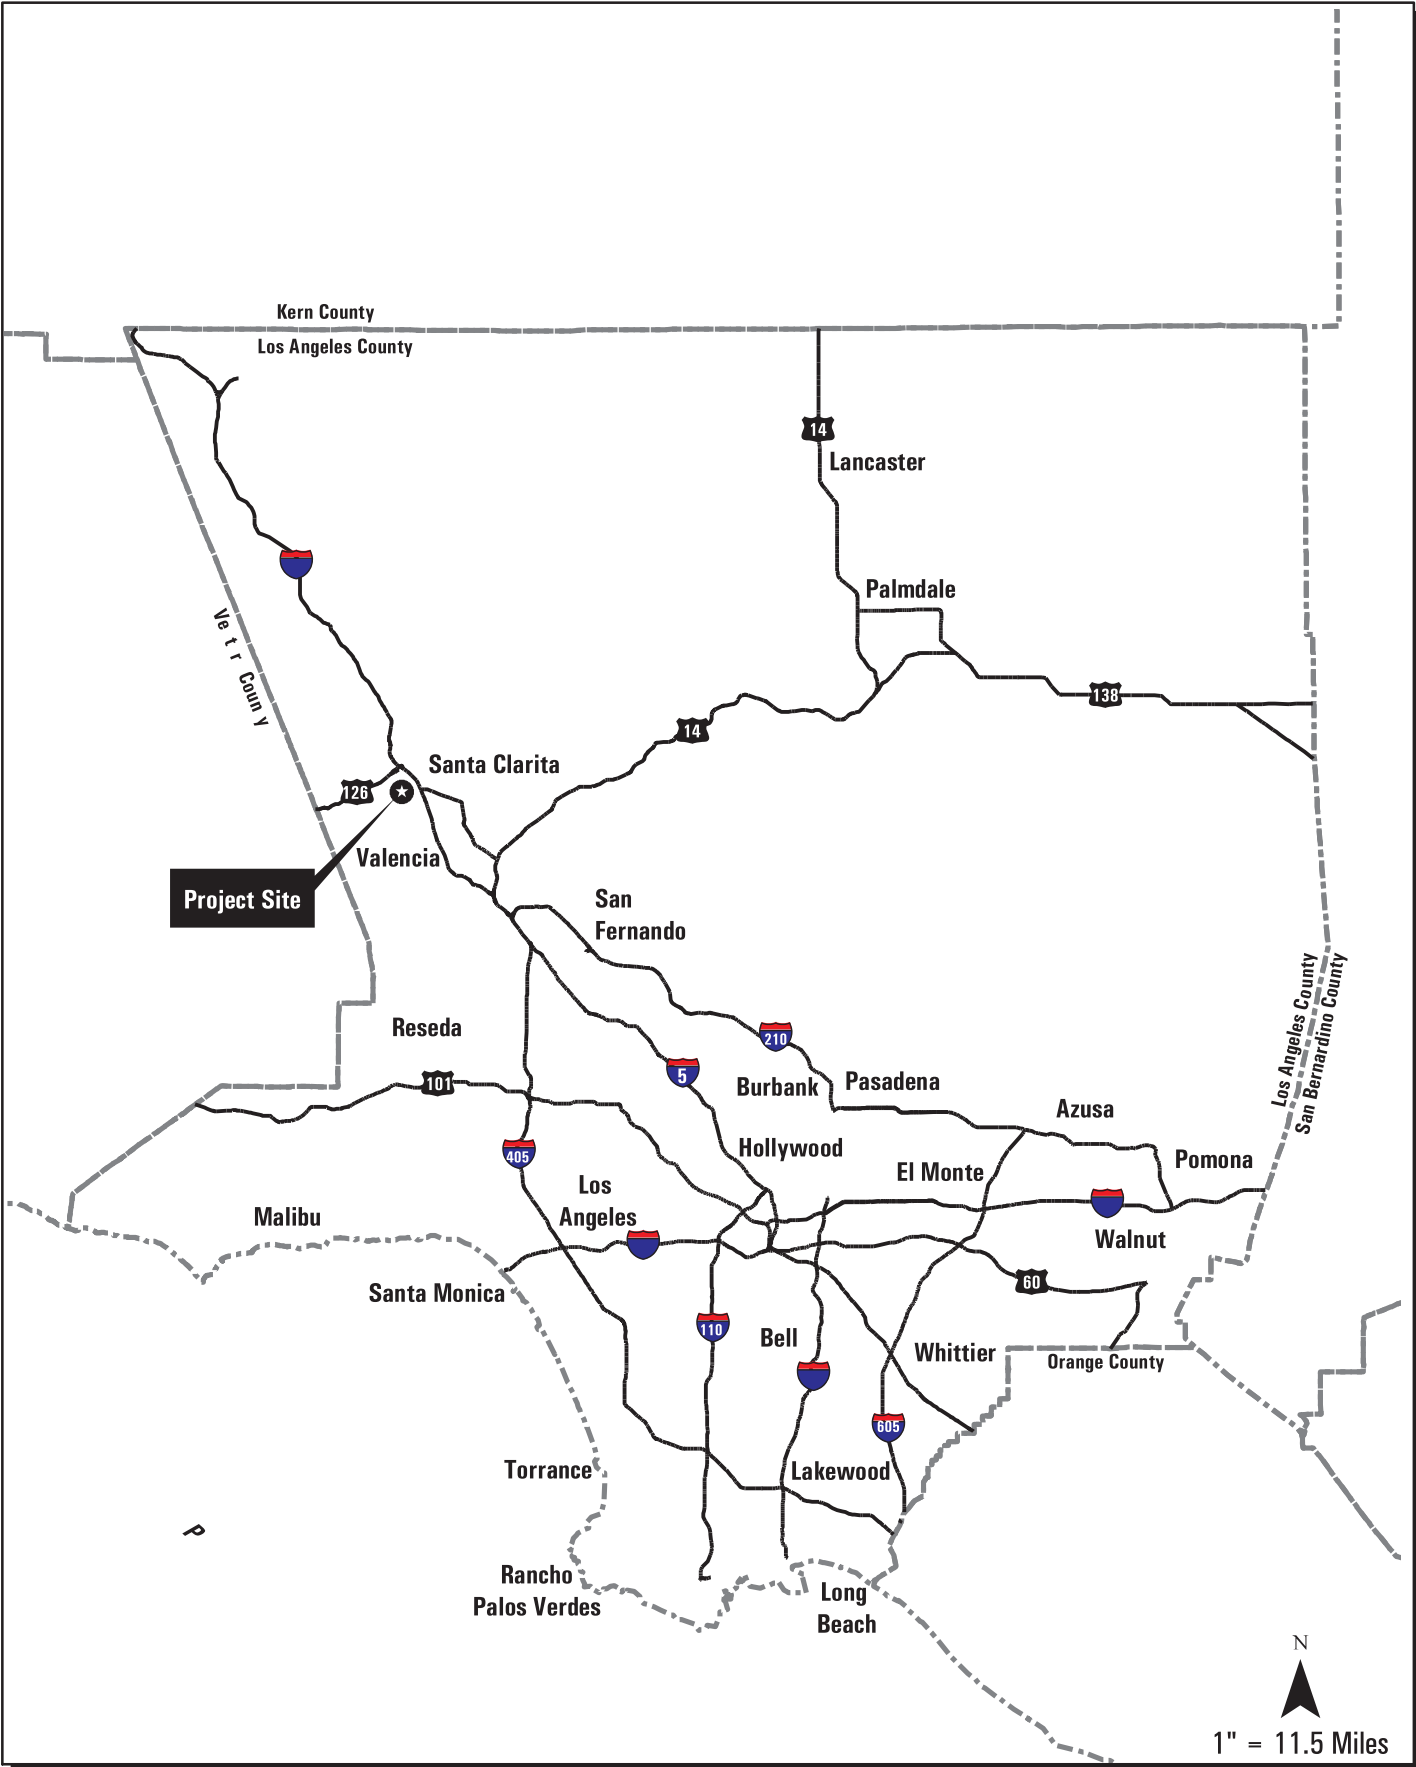 Kern County
Los Angeles County
14
Lancaster
Palmdale
Ve t r Coun y
138
14
Santa Clarita
126
Valencia
Project Site
San
Fernando
Los Angeles County
San Bernardino County
Reseda
210
5
101
Burbank
Pasadena
Azusa
405
Hollywood
El Monte
Pomona
Los
Angeles
Malibu
Walnut
Santa Monica
60
110
Bell
Whittier
Orange County
605
Torrance
Lakewood
P
Rancho
Palos Verdes
Long
Beach
N
1" = 11.5 Miles